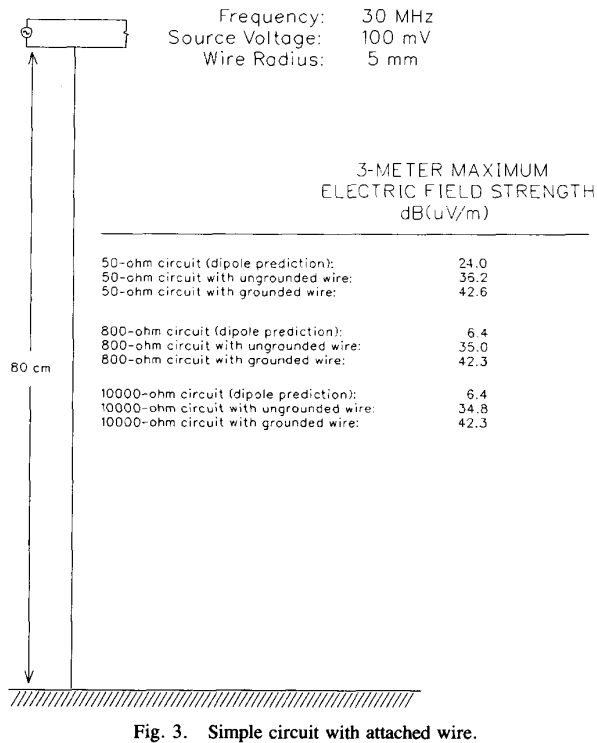 Frequency: 30 MHz
Source Voltage: 100 mV
Wire Radius: 5 mm
3-METER MAXIMUM
ELECTRIC FIELD STRENGTH
dB(uV/m)
50-ohm circuit (dipole prediction): 24.0
50-ohm circuit with ungrounded wire: 36.2
50-ohm circuit with grounded wire: 42.6
800-ohm circuit (dipole prediction): 6.4
800-ohm circuit with ungrounded wire: 35.0
800-ohm circuit with grounded wire: 42.3
80 cm
10000-ohm circuit (dipole prediction): 6.4
10000-ohm circuit with ungrounded wire: 34.8
10000-ohm circuit with grounded wire: 42.3
Fig. 3. Simple circuit with attached wire.